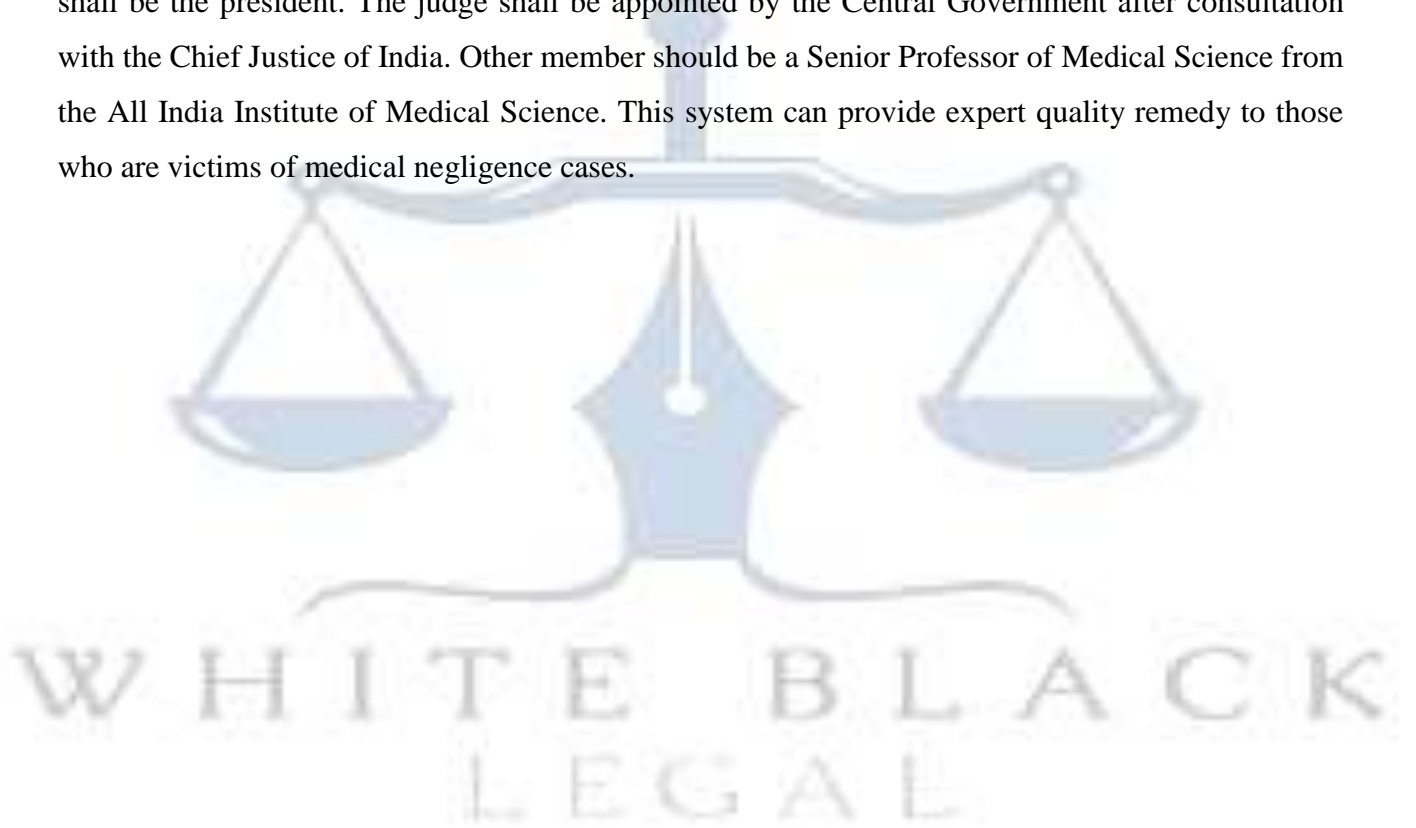 shall be the president. The judge shall be appointed by the Central Government after consultation
with the Chief Justice of India. Other member should be a Senior Professor of Medical Science from
the All India Institute of Medical Science. This system can provide expert quality remedy to those
who are victims of medical negligence cases.
WHITE BLACK
LEGAL